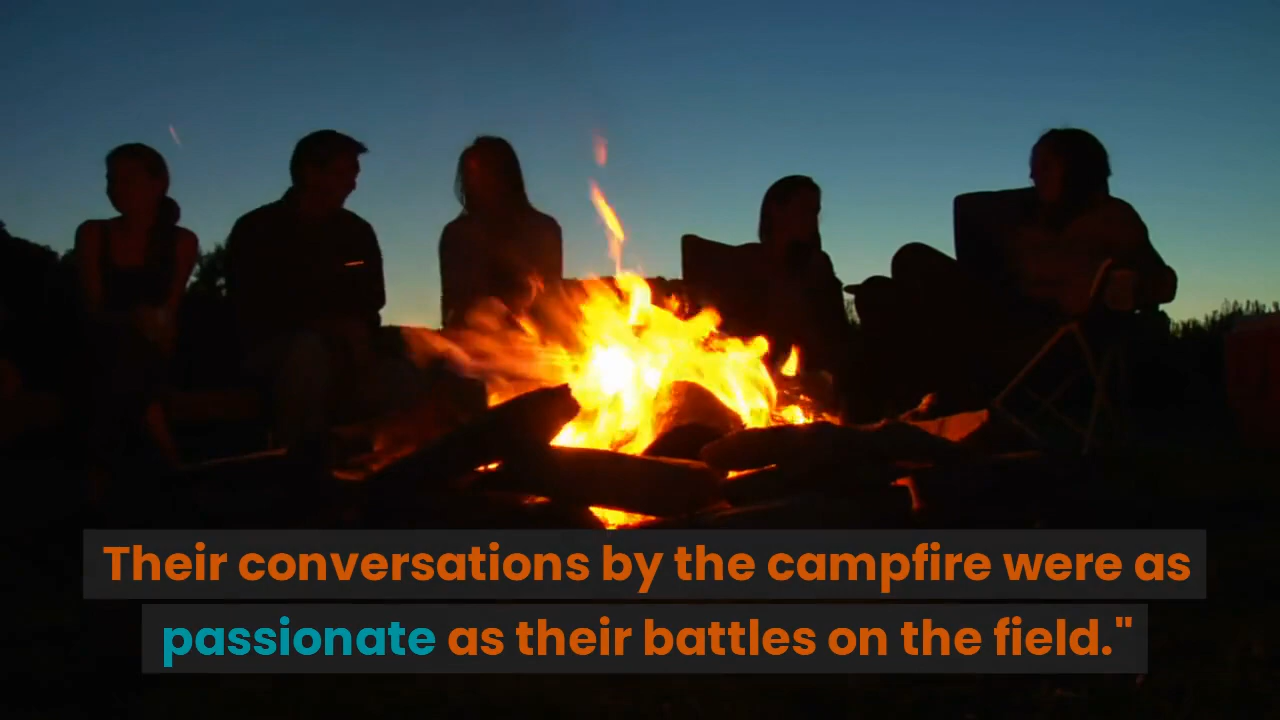 Their conversations by the campfire were as
passionate as their battles on the field."